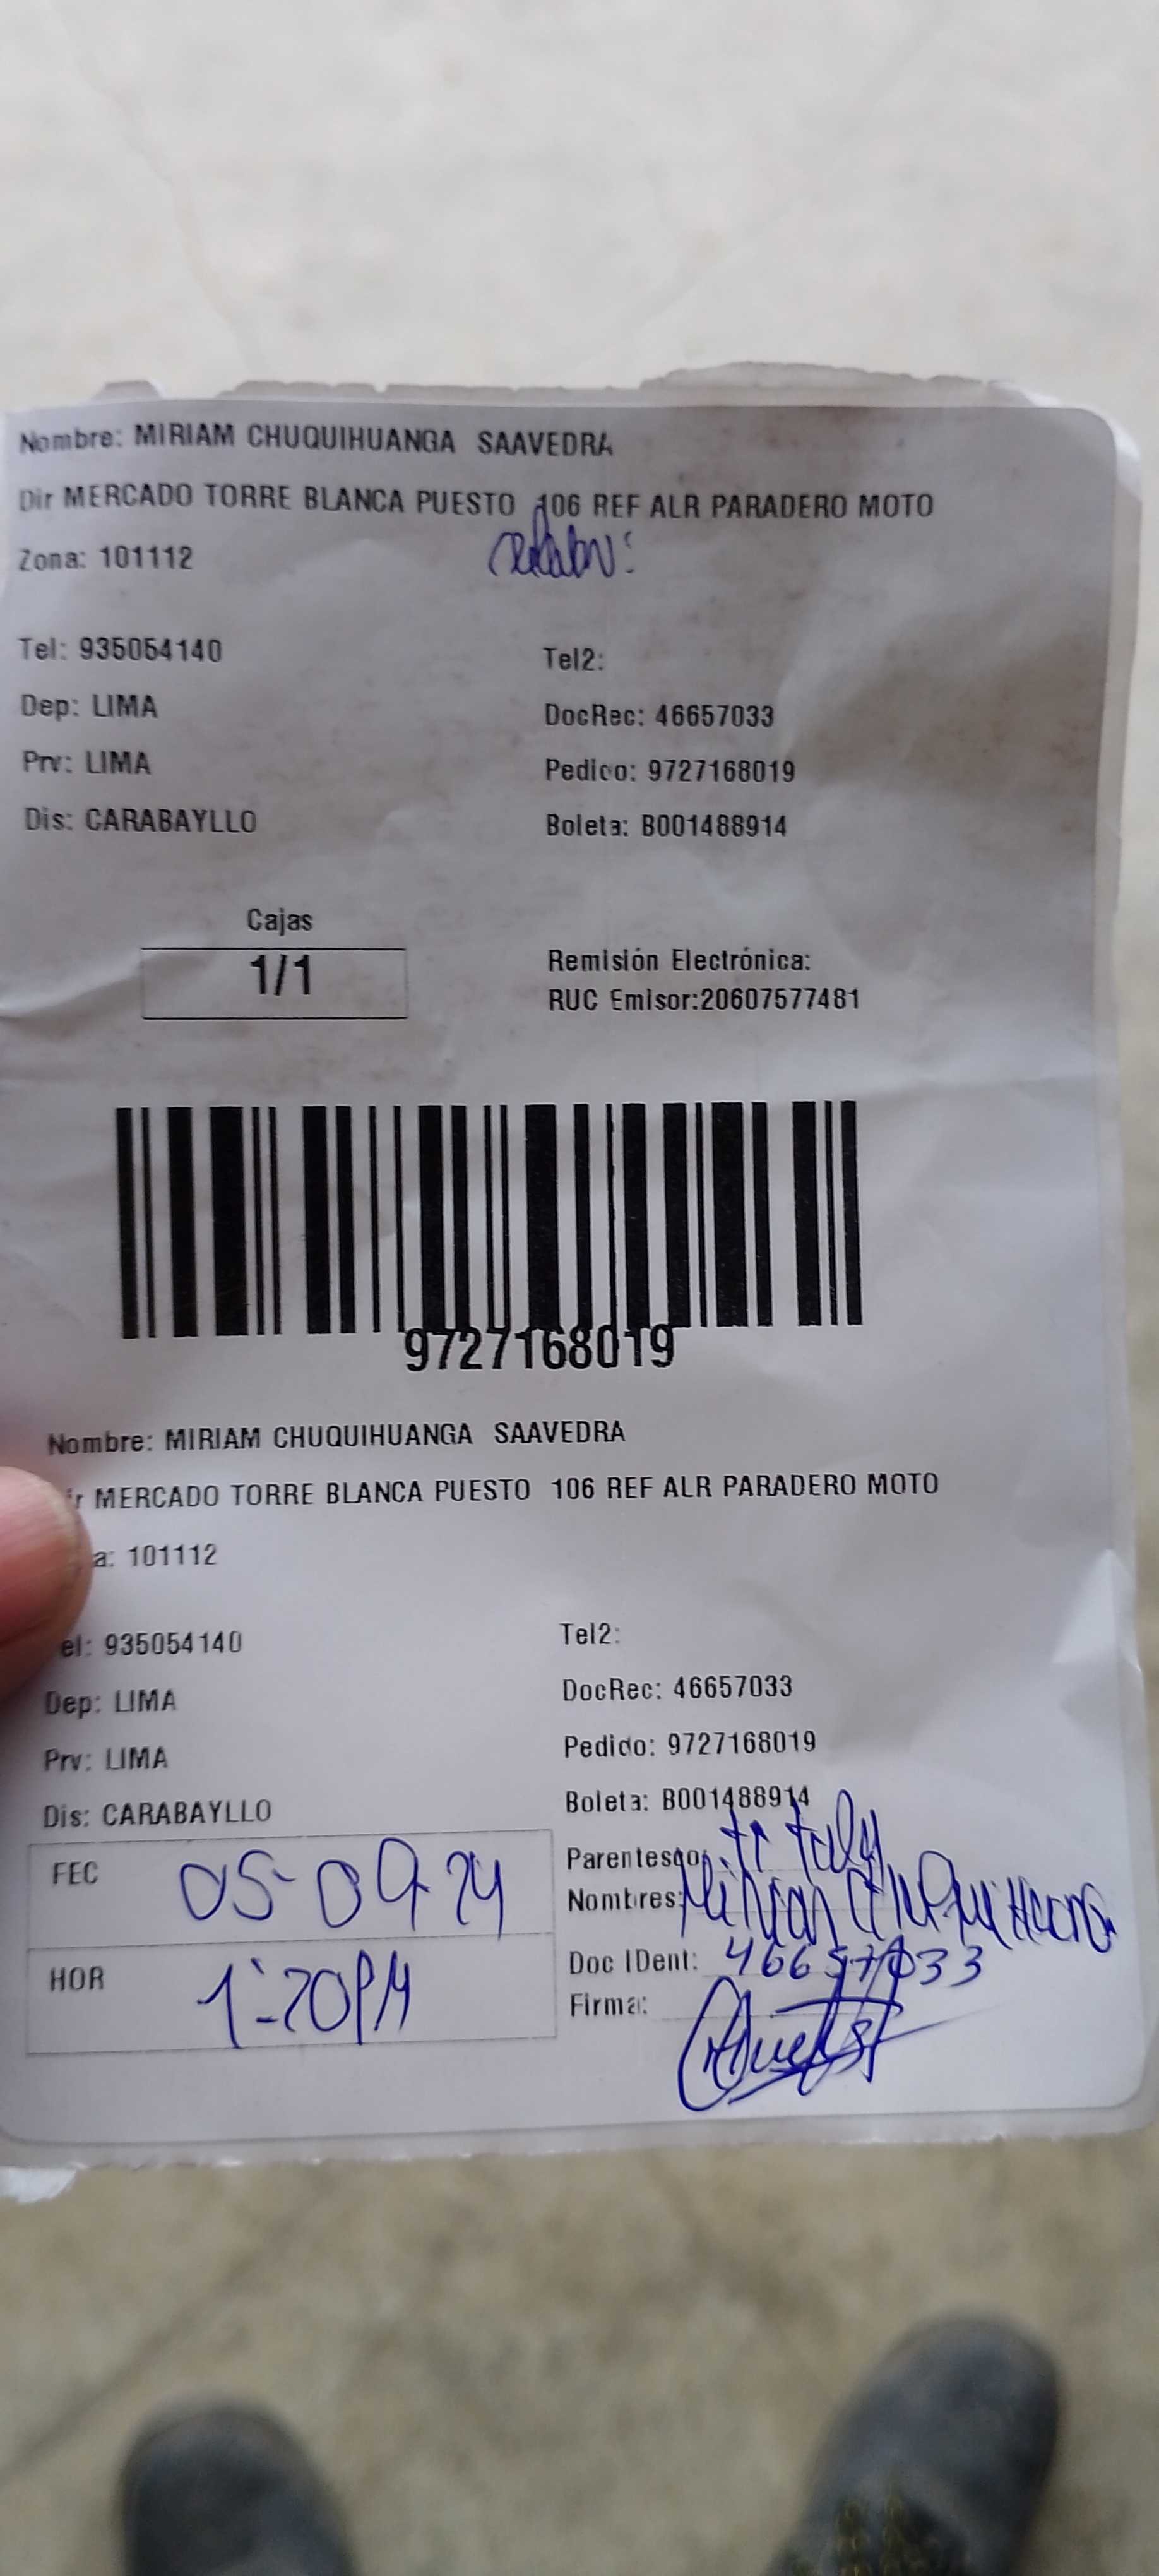 Nombre: MIRIAM CHUQUIHUANGA SAAVEDRA
Dir MERCADO TORRE BLANCA PUESTO 106 REF ALR PARADERO MOTO
Zona: 101112
Tel: 935054140
Tel2:
Dep: LIMA
DocRec: 46657033
Prv: LIMA
Pedido: 9727168019
Dis: CARABAYLLO
Boleta: B001488914
Cajas
1/1
Remisión Electrónica:
RUC Emisor:20607577481
9727168019
Nombre: MIRIAM CHUQUIHUANGA SAAVEDRA
ir MERCADO TORRE BLANCA PUESTO 106 REF ALR PARADERO MOTO
a: 101112
el: 935054140
Tel2:
Dep: LIMA
DocRec: 46657033
Prv: LIMA
Pedido: 9727168019
Dis: CARABAYLLO
Boleta: B001488914
FEC 05-09-24
Parentesco:
Nombres: Miriam Chuquihuanga
HOR 1:20PM
Doc IDent: 46657033
Firma: